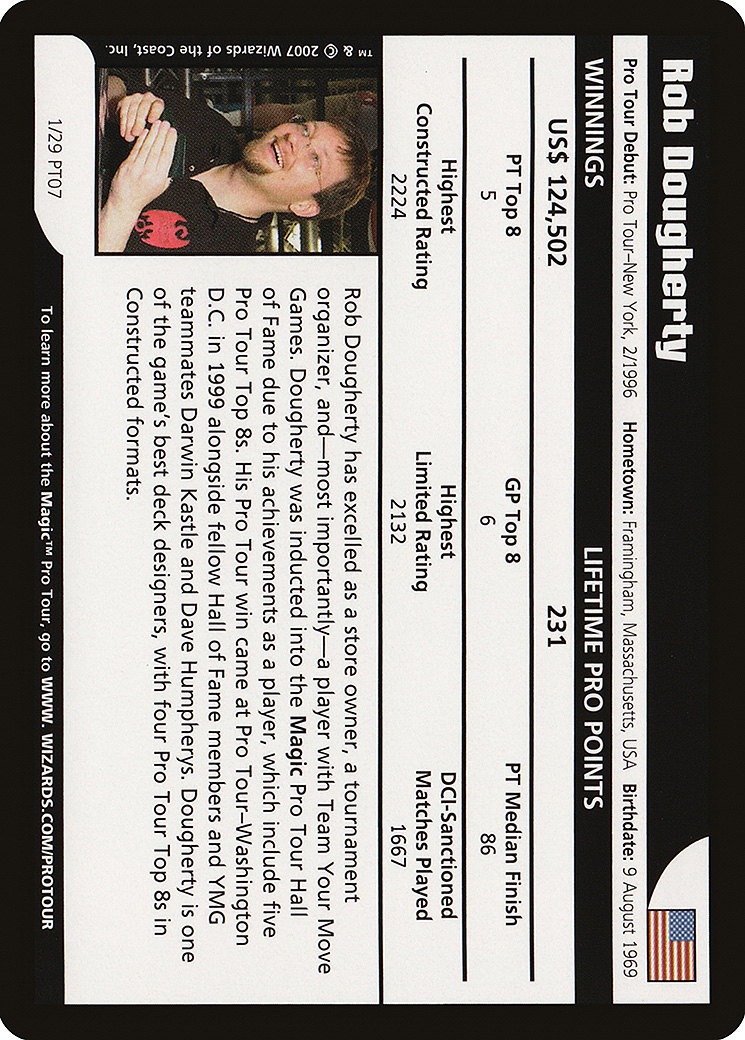 Rob Dougherty
Pro Tour Debut: Pro Tour–New York, 2/1996 Hometown: Framingham, Massachusetts, USA Birthdate: 9 August 1969
WINNINGS LIFETIME PRO POINTS
US$ 124,502 231
PT Top 8 GP Top 8 PT Median Finish
5 6 86
Highest Highest DCI-Sanctioned
Constructed Rating Limited Rating Matches Played
2224 2132 1667
Rob Dougherty has excelled as a store owner, a tournament
organizer, and—most importantly—a player with Team Your Move
Games. Dougherty was inducted into the Magic Pro Tour Hall
of Fame due to his achievements as a player, which include five
Pro Tour Top 8s. His Pro Tour win came at Pro Tour–Washington
D.C. in 1999 alongside fellow Hall of Fame members and YMG
teammates Darwin Kastle and Dave Humpherys. Dougherty is one
of the game's best deck designers, with four Pro Tour Top 8s in
Constructed formats.
™ & © 2007 Wizards of the Coast, Inc.
1/29 PT07
To learn more about the Magic™ Pro Tour, go to WWW. WIZARDS.COM/PROTOUR